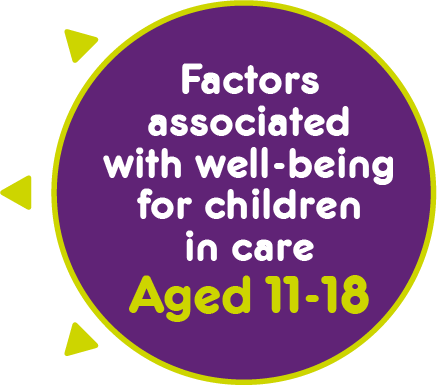 Factors
associated
with well-being
for children
in care
Aged 11-18